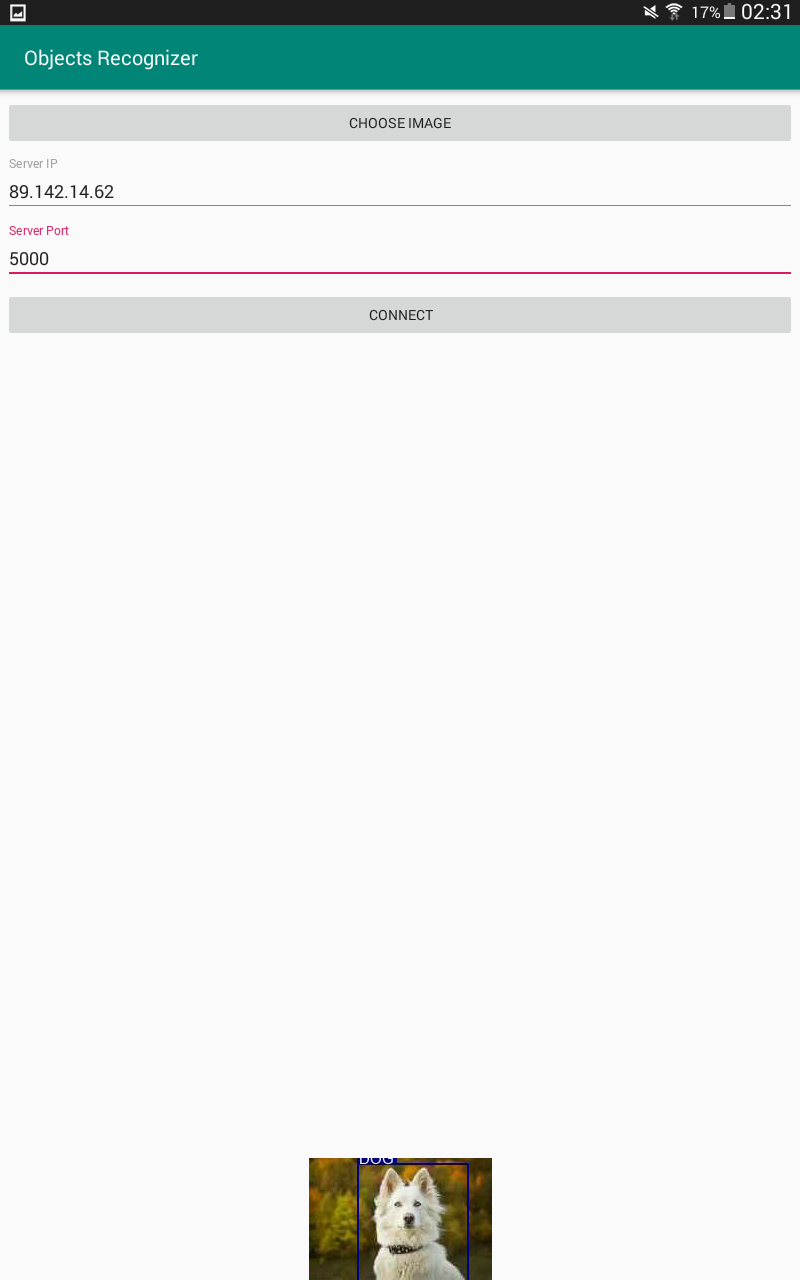 17% 02:31
Objects Recognizer
CHOOSE IMAGE
Server IP
89.142.14.62
Server Port
5000
CONNECT
DOG